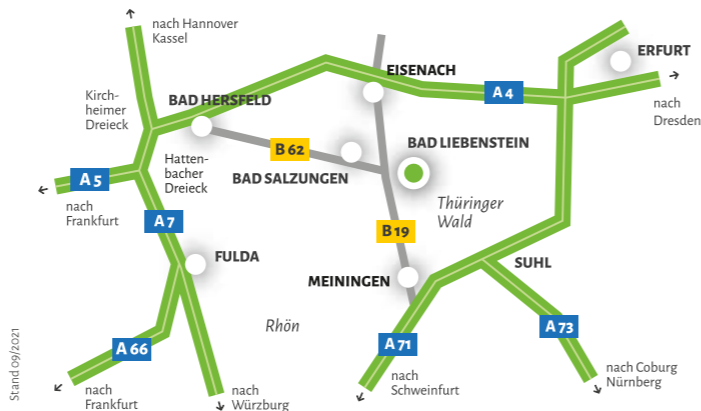 nach Hannover
Kassel
ERFURT
EISENACH
A 4
Kirch-
heimer
Dreieck
BAD HERSFELD
nach
Dresden
B 62
BAD LIEBENSTEIN
Hatten-
bacher
Dreieck
BAD SALZUNGEN
A 5
nach
Frankfurt
Thüringer
Wald
A 7
B 19
FULDA
SUHL
MEININGEN
Rhön
A 73
A 71
A 66
nach Coburg
Nürnberg
nach
Schweinfurt
nach
Frankfurt
nach
Würzburg
Stand 09/2021